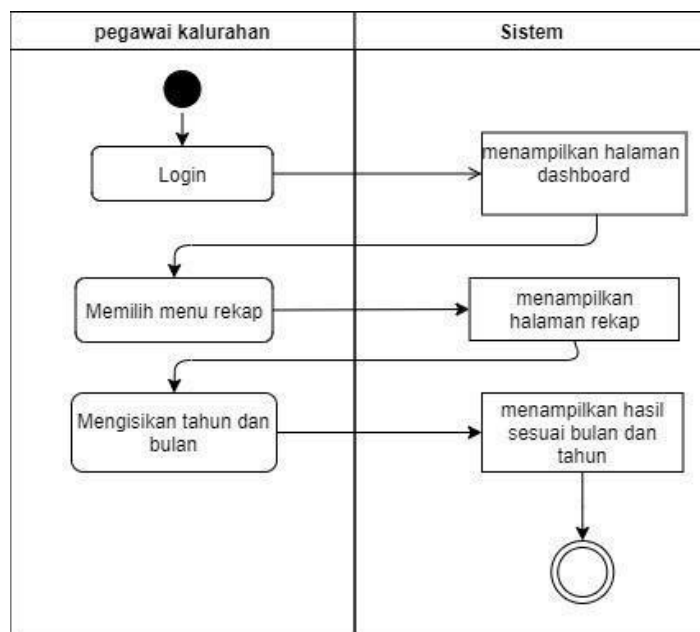 pegawai kalurahan
Sistem
Login
menampilkan halaman
dashboard
Memilih menu rekap
menampilkan
halaman rekap
Mengisikan tahun dan
bulan
menampilkan hasil
sesuai bulan dan
tahun